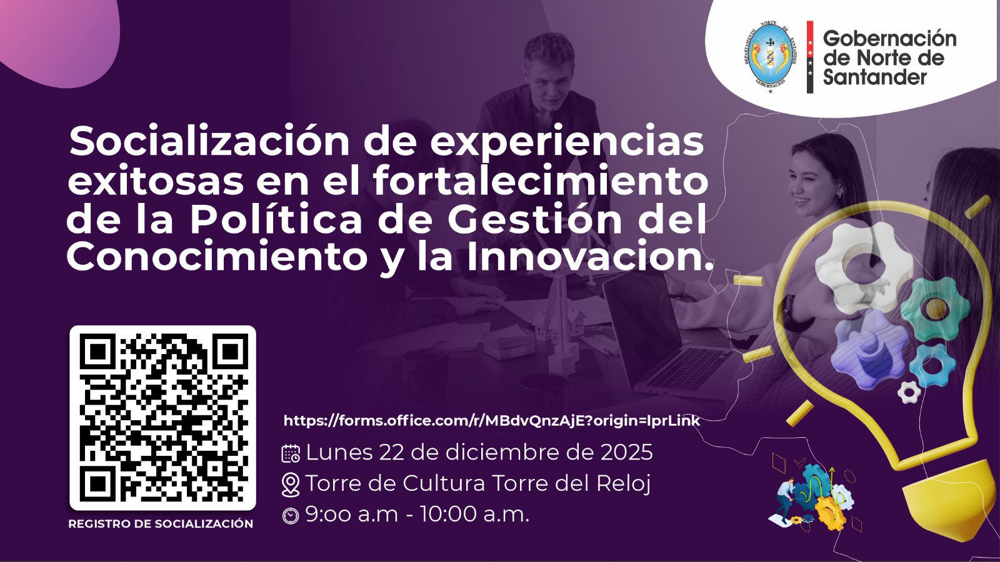 DEPARTAMENTO NORTE DE SANTANDER
GOBERNACION
Gobernación
de Norte de
Santander
Socialización de experiencias
exitosas en el fortalecimiento
de la Política de Gestión del
Conocimiento y la Innovacion.
https://forms.office.com/r/MBdvQnzAjE?origin=lprLink
Lunes 22 de diciembre de 2025
Torre de Cultura Torre del Reloj
9:oo a.m - 10:00 a.m.
REGISTRO DE SOCIALIZACIÓN